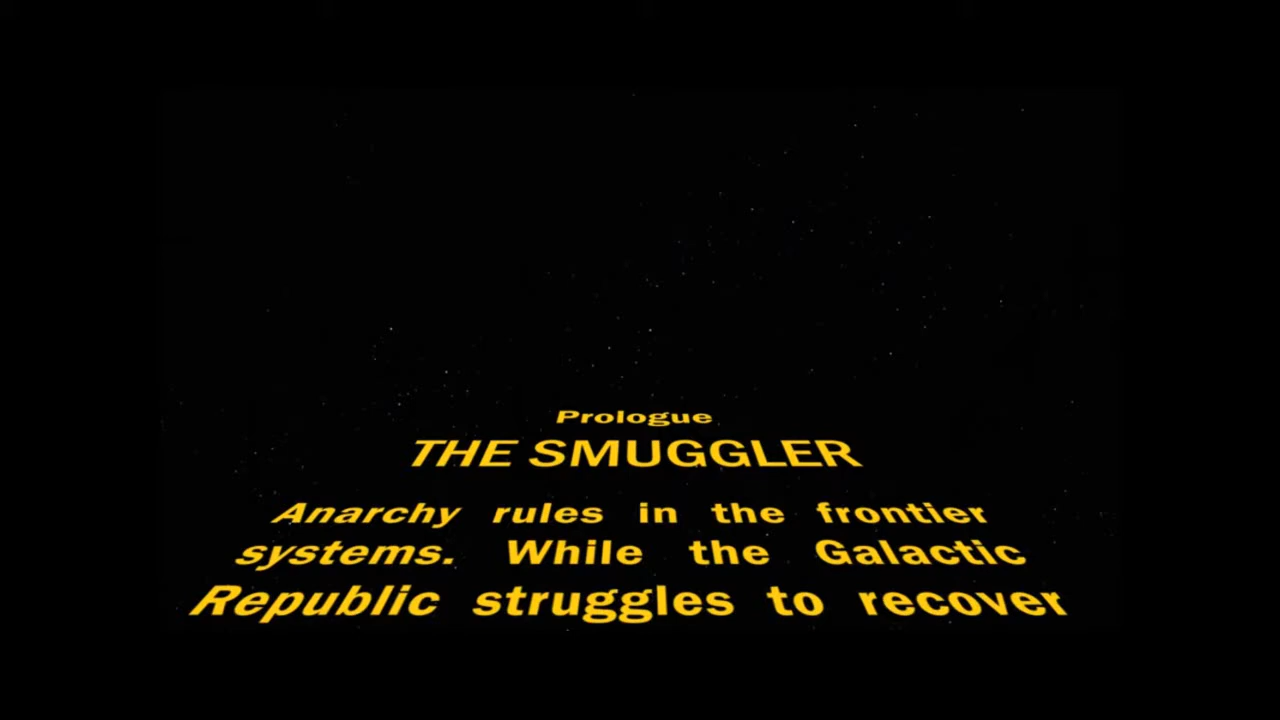 Prologue
THE SMUGGLER
Anarchy rules in the frontier
systems. While the Galactic
Republic struggles to recover